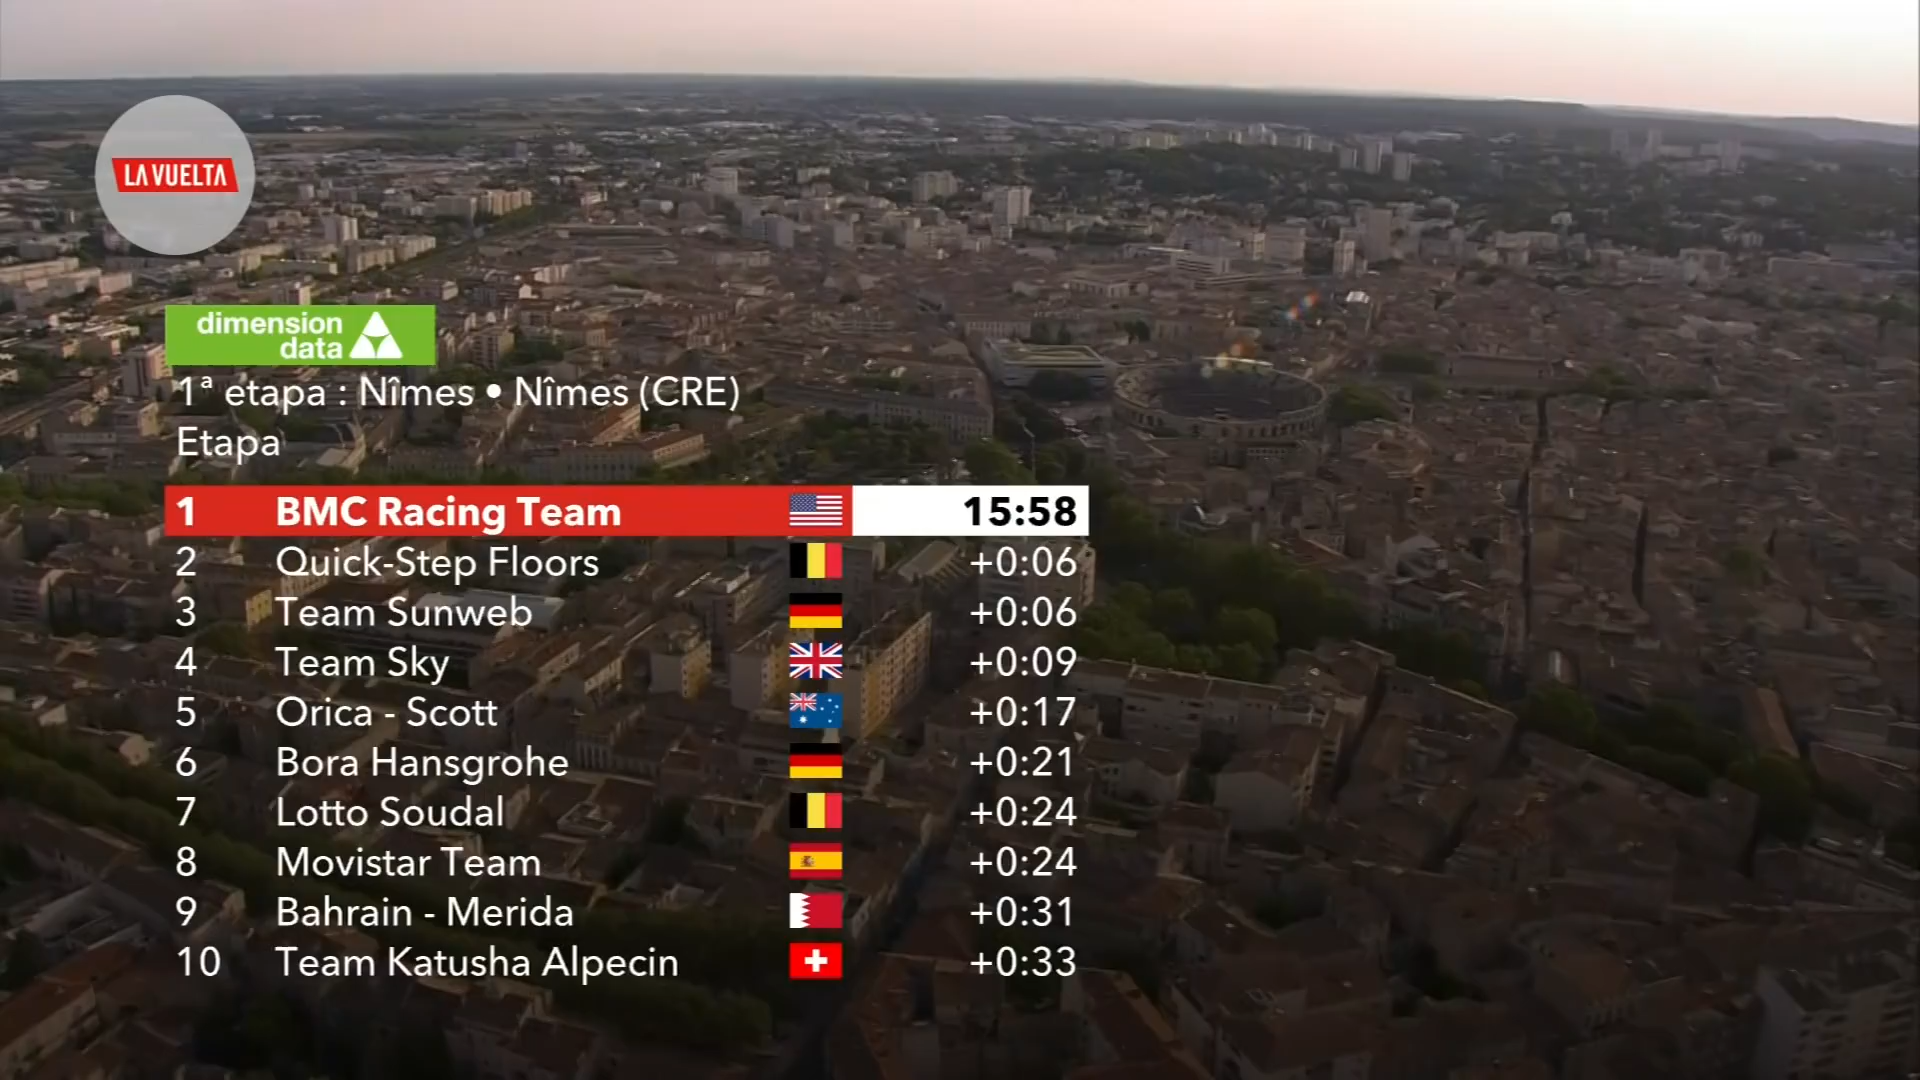 LA VUELTA
dimension
data
1ª etapa : Nîmes • Nîmes (CRE)
Etapa
1 BMC Racing Team 15:58
2 Quick-Step Floors +0:06
3 Team Sunweb +0:06
4 Team Sky +0:09
5 Orica - Scott +0:17
6 Bora Hansgrohe +0:21
7 Lotto Soudal +0:24
8 Movistar Team +0:24
9 Bahrain - Merida +0:31
10 Team Katusha Alpecin +0:33